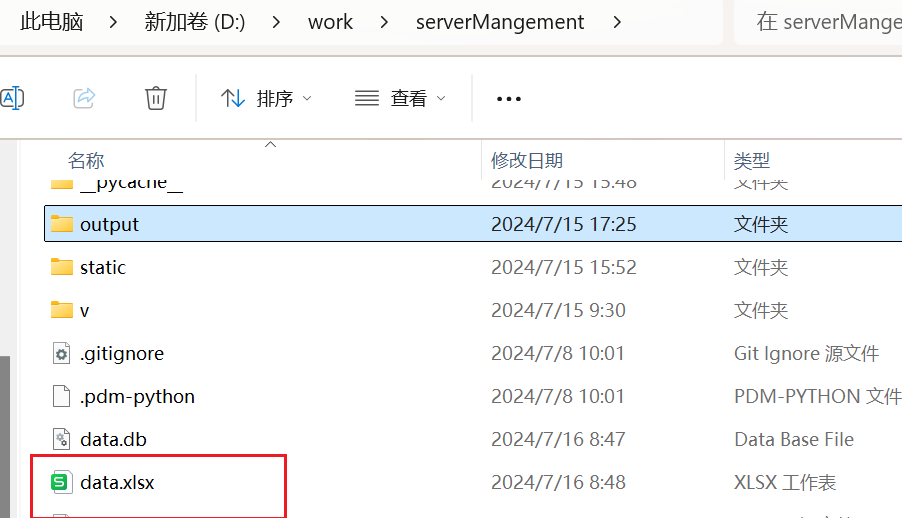 此电脑 > 新加卷 (D:) > work > serverMangement >
在 serverMange
A
排序
查看
名称 修改日期 类型
__pycache__ 2024/7/15 15:48 文件夹
output 2024/7/15 17:25 文件夹
static 2024/7/15 15:52 文件夹
v 2024/7/15 9:30 文件夹
.gitignore 2024/7/8 10:01 Git Ignore 源文件
.pdm-python 2024/7/8 10:01 PDM-PYTHON 文件
data.db 2024/7/16 8:47 Data Base File
S data.xlsx 2024/7/16 8:48 XLSX 工作表